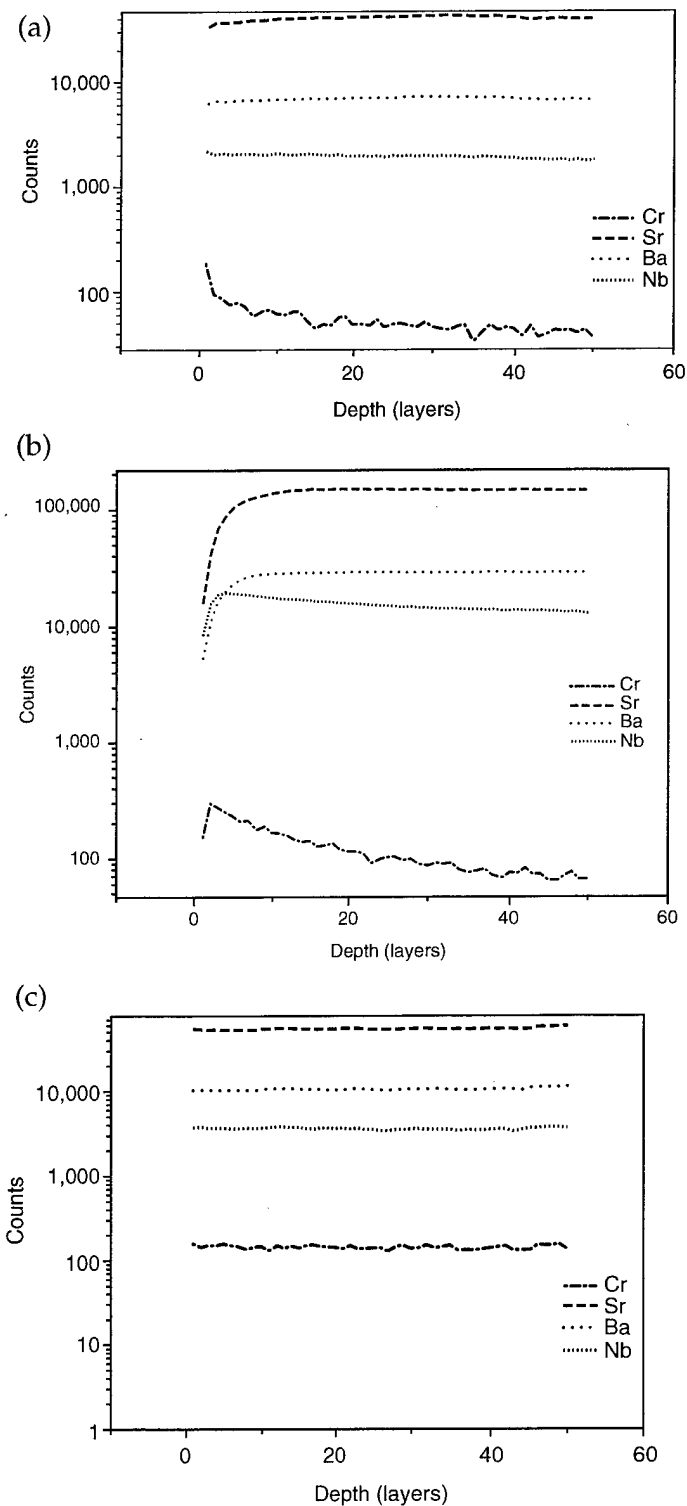 (a)
10,000
1,000
100
Counts
Cr
Sr
Ba
Nb
0 20 40 60
Depth (layers)
(b)
100,000
10,000
1,000
100
Counts
Cr
Sr
Ba
Nb
0 20 40 60
Depth (layers)
(c)
10,000
1,000
100
10
1
Counts
Cr
Sr
Ba
Nb
0 20 40 60
Depth (layers)